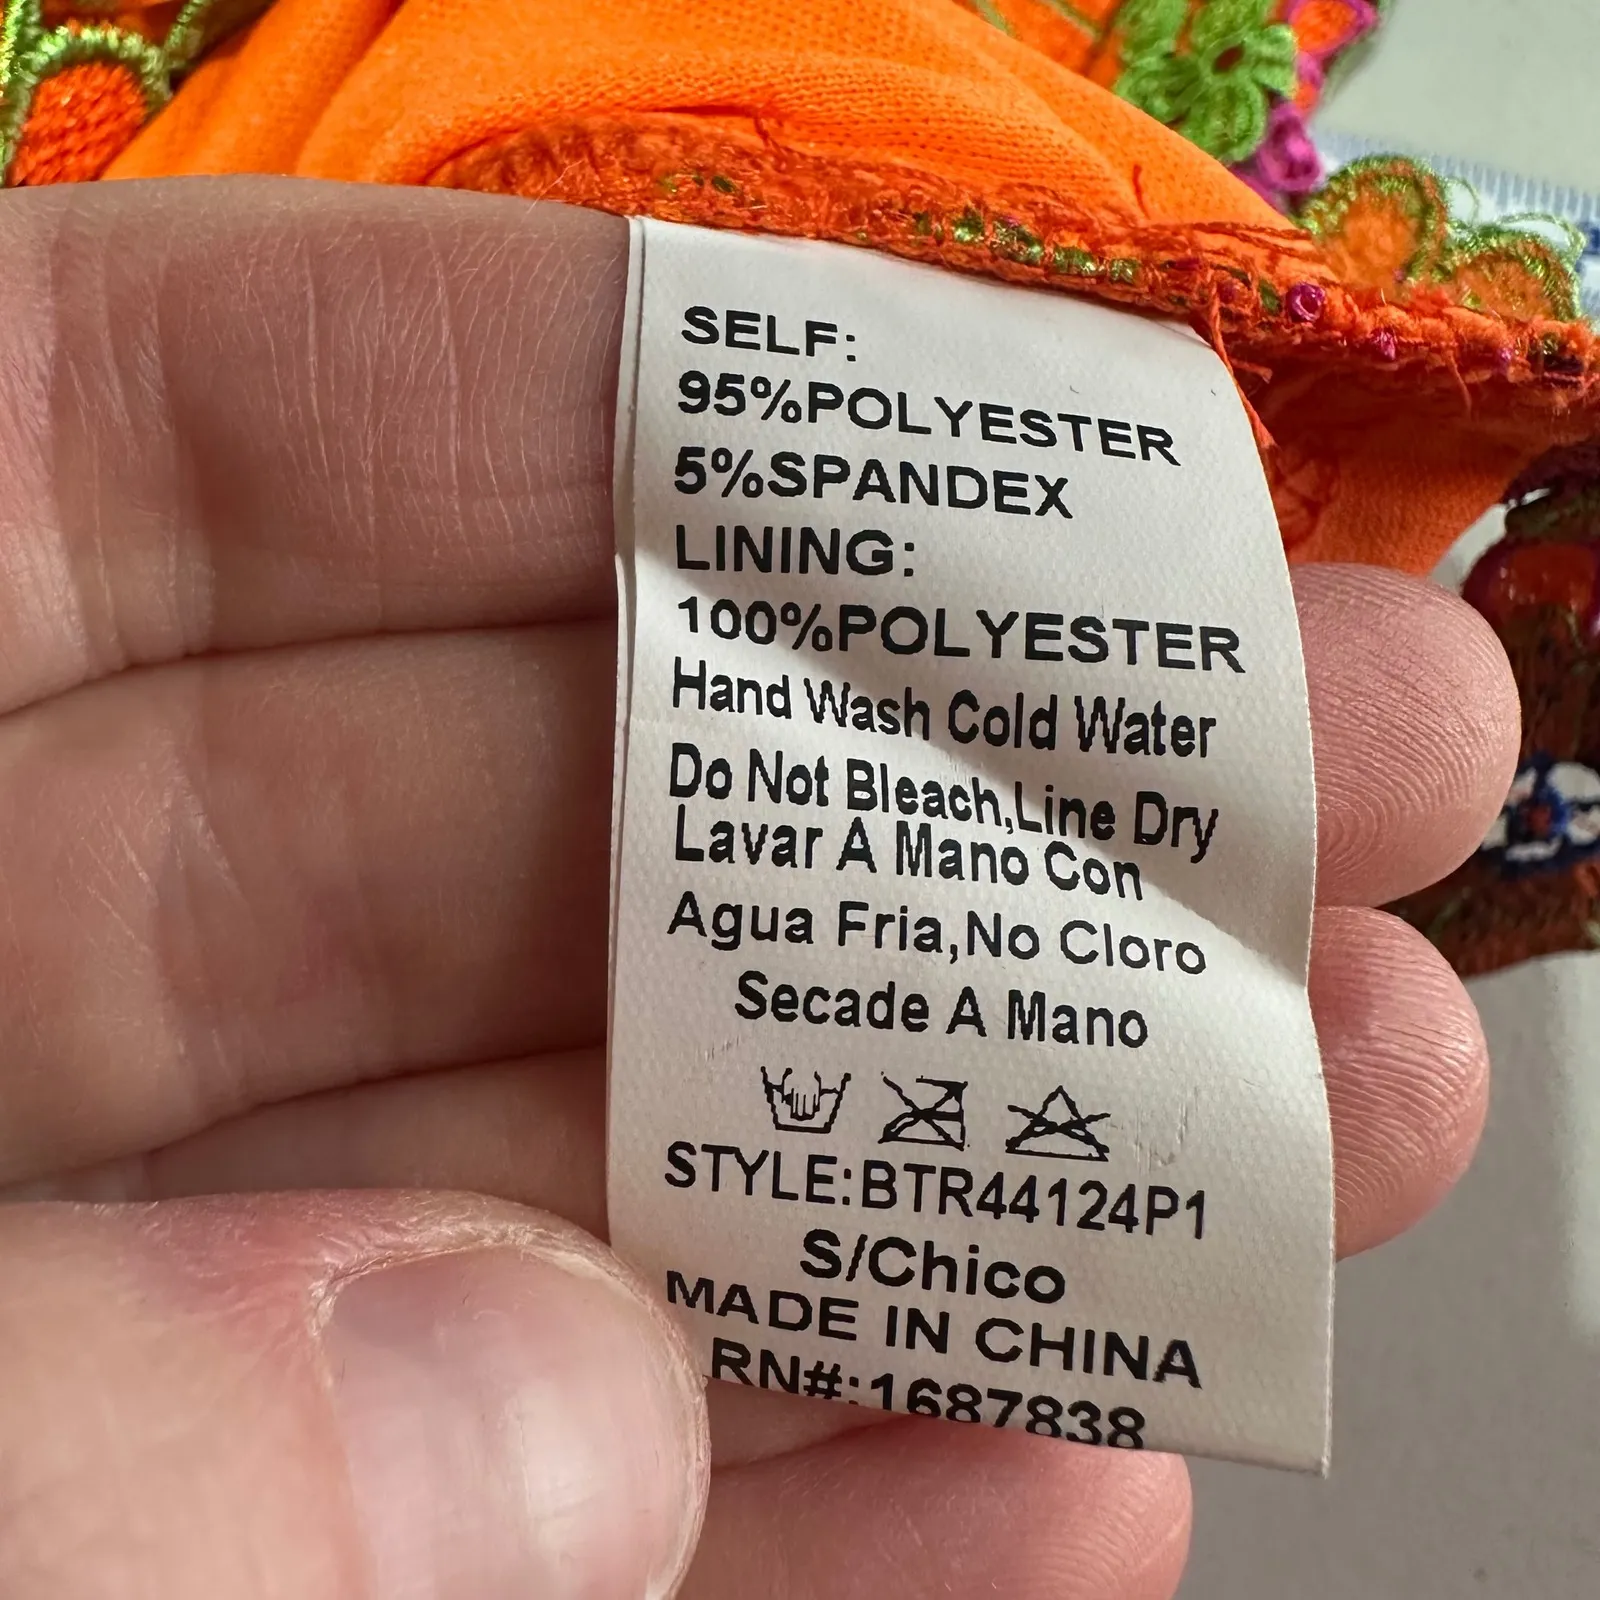 SELF:
95%POLYESTER
5%SPANDEX
LINING:
100%POLYESTER
Hand Wash Cold Water
Do Not Bleach,Line Dry
Lavar A Mano Con
Agua Fria,No Cloro
Secade A Mano
STYLE:BTR44124P1
S/Chico
MADE IN CHINA
RN#:1687838